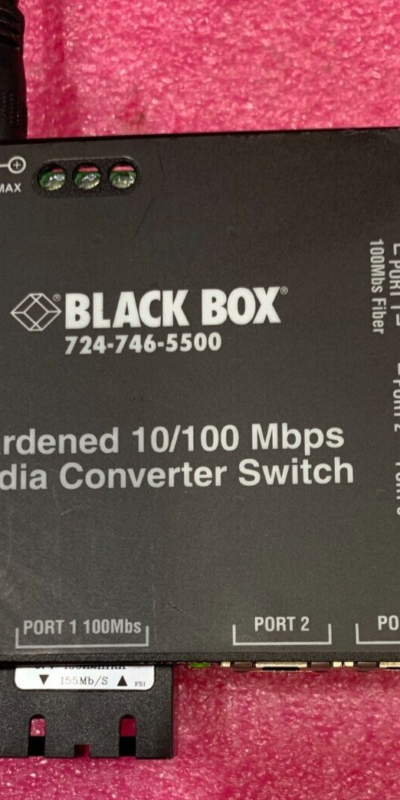 MAX
BLACK BOX®
724-746-5500
rdened 10/100 Mbps
dia Converter Switch
PORT 1
100Mbs Fiber
PORT 2
PORT 1 100Mbs
PORT 2
PO
155Mb/S